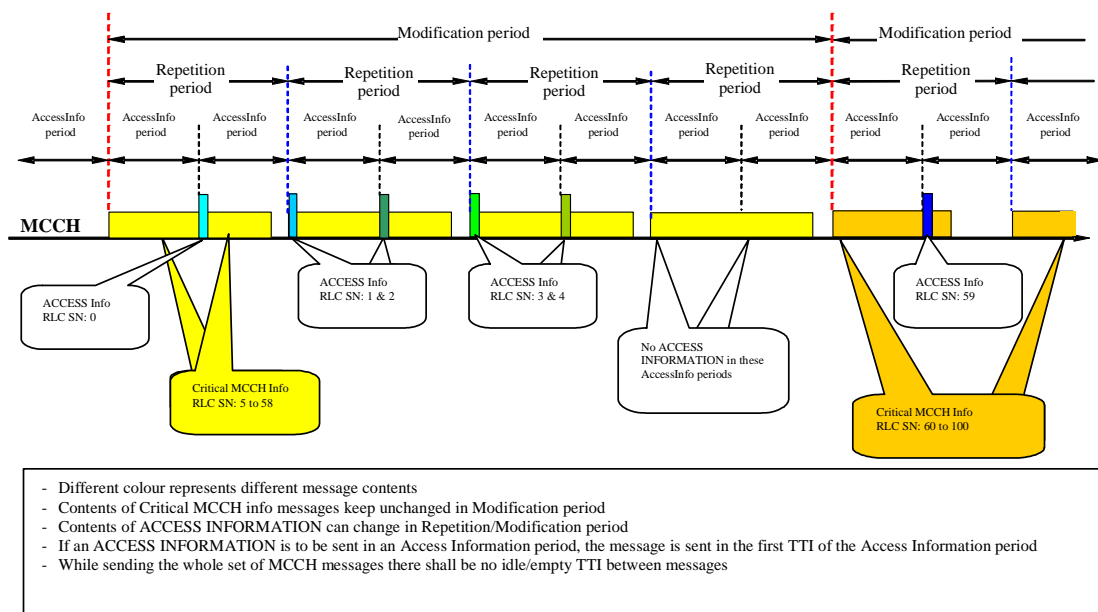 Modification period
Modification period
Repetition
period
Repetition
period
Repetition
period
Repetition
period
Repetition
period
AccessInfo
period
AccessInfo
period
AccessInfo
period
AccessInfo
period
AccessInfo
period
AccessInfo
period
AccessInfo
period
AccessInfo
period
AccessInfo
period
AccessInfo
period
AccessInfo
period
AccessInfo
period
MCCH
ACCESS Info
RLC SN: 0
ACCESS Info
RLC SN: 1 & 2
ACCESS Info
RLC SN: 3 & 4
ACCESS Info
RLC SN: 59
No ACCESS
INFORMATION in these
AccessInfo periods
Critical MCCH Info
RLC SN: 5 to 58
Critical MCCH Info
RLC SN: 60 to 100
- Different colour represents different message contents
- Contents of Critical MCCH info messages keep unchanged in Modification period
- Contents of ACCESS INFORMATION can change in Repetition/Modification period
- If an ACCESS INFORMATION is to be sent in an Access Information period, the message is sent in the first TTI of the Access Information period
- While sending the whole set of MCCH messages there shall be no idle/empty TTI between messages